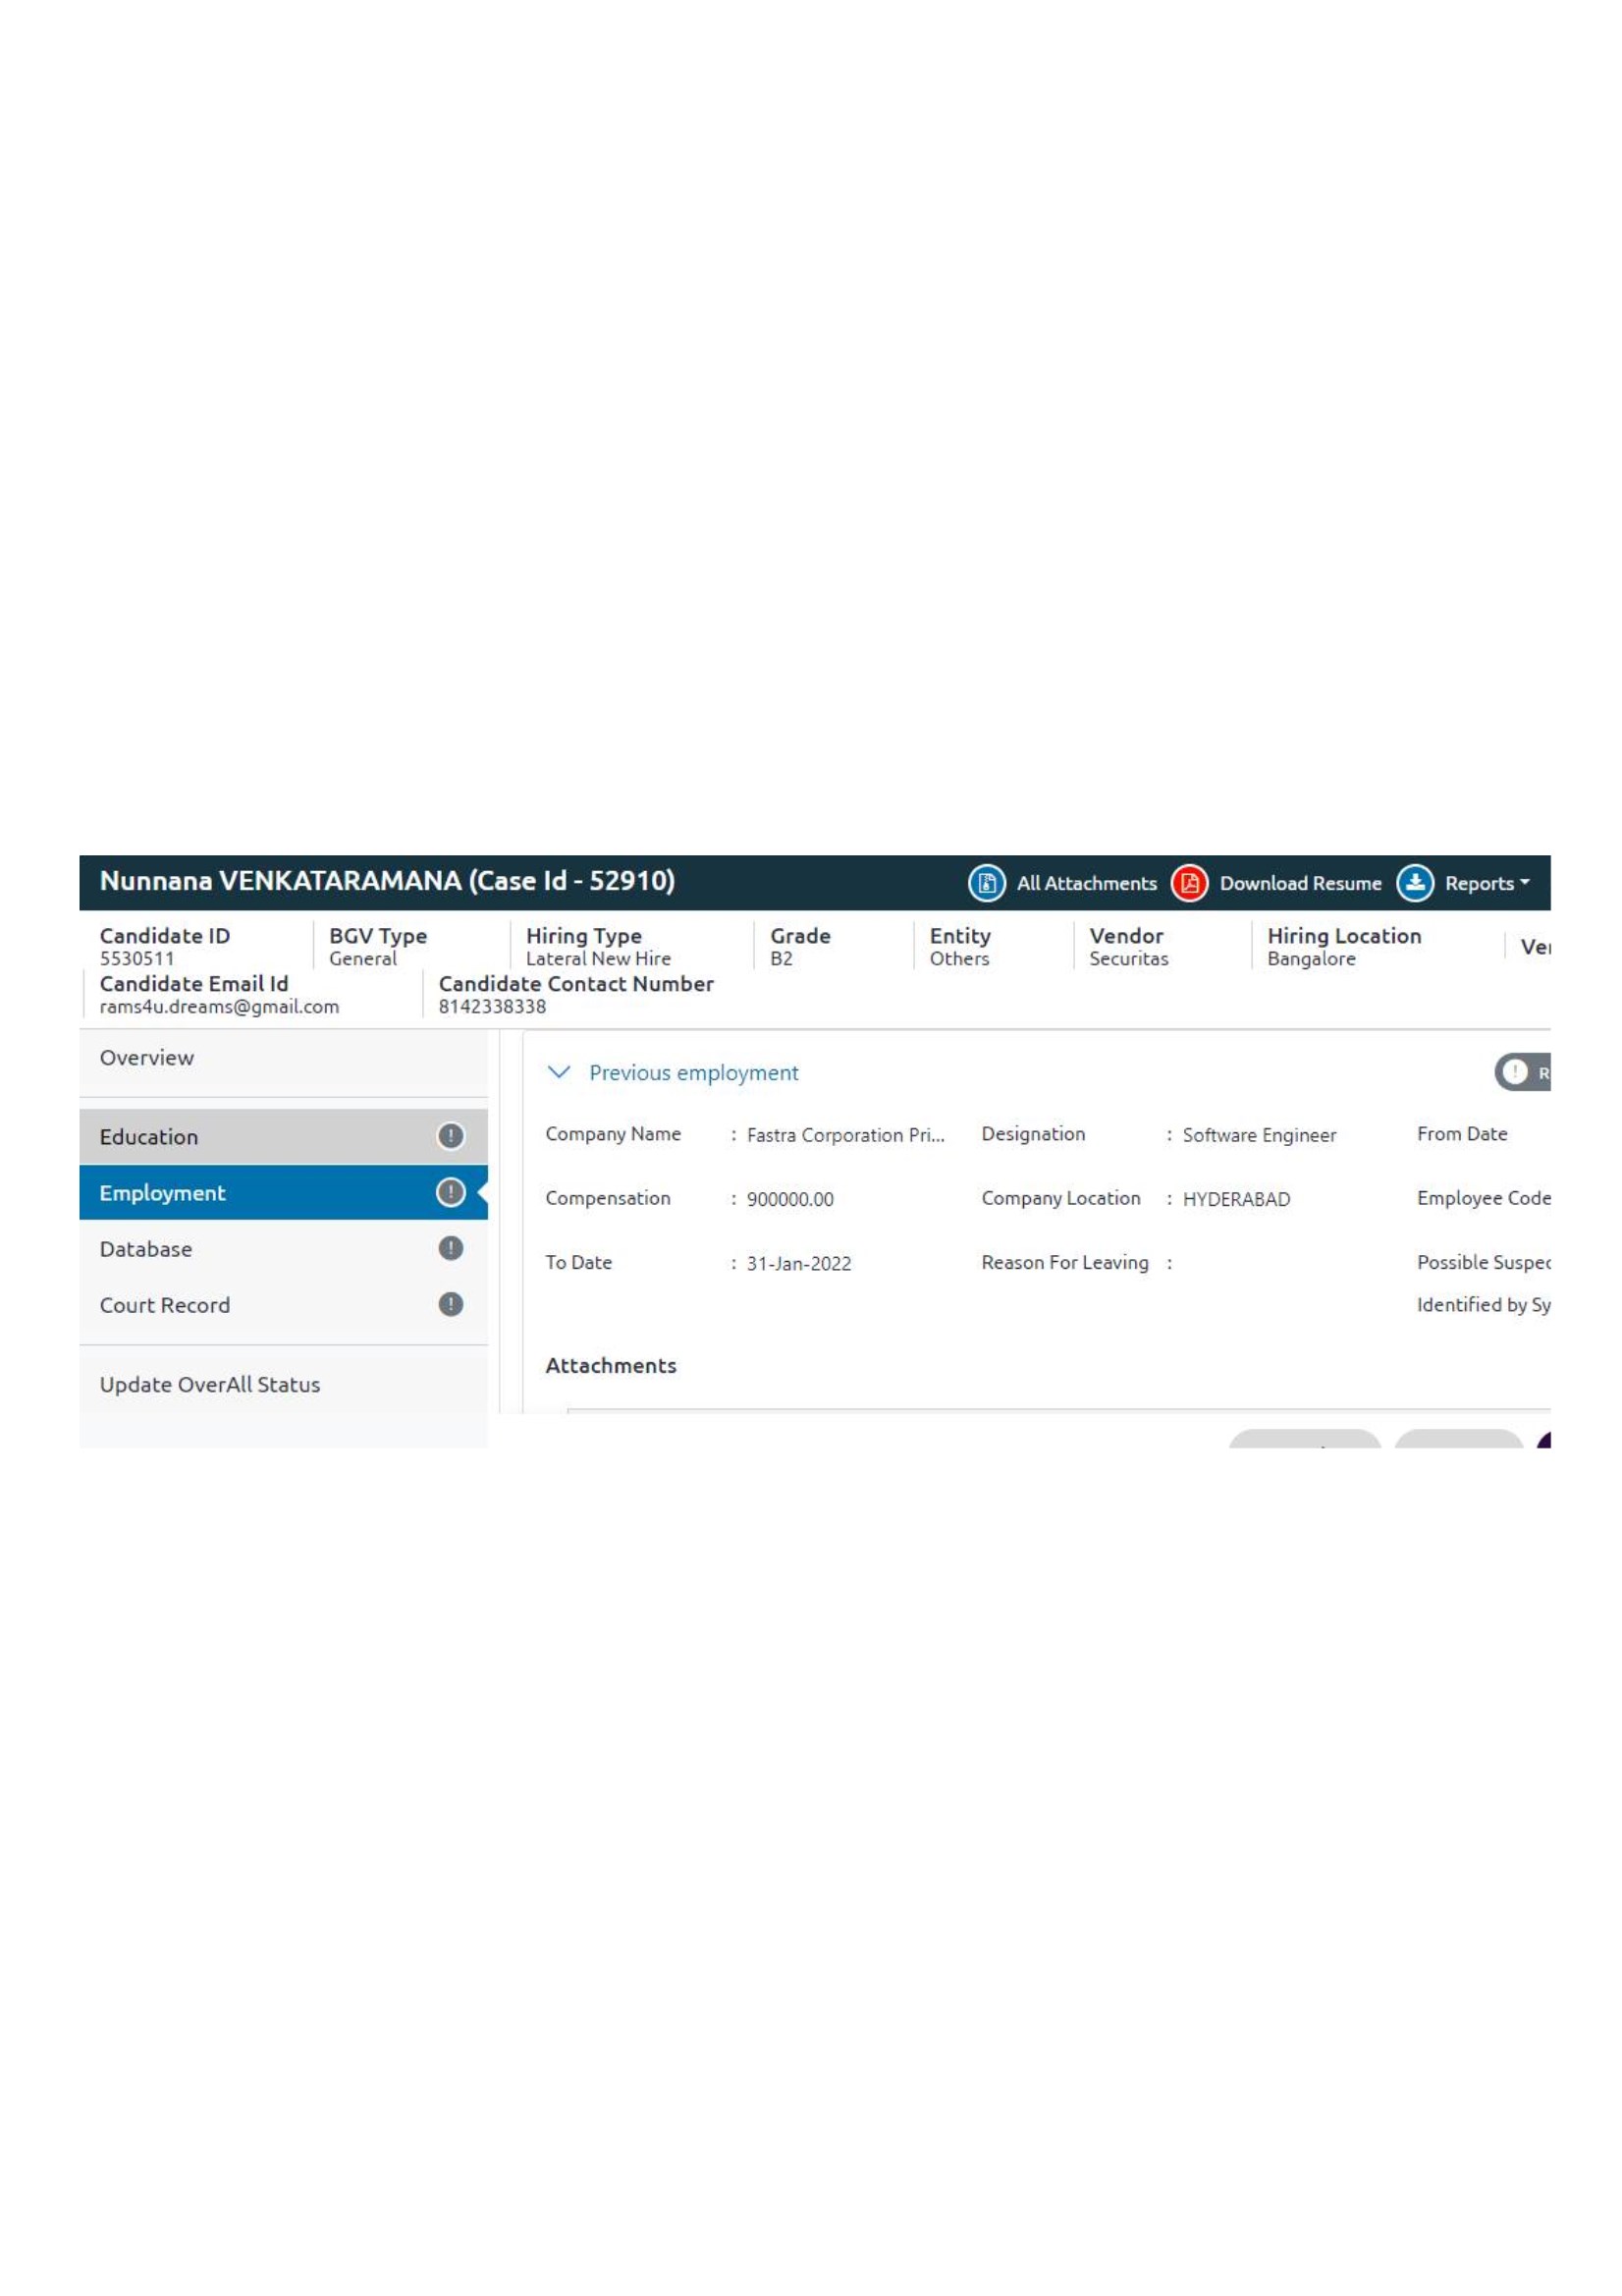 Nunnana VENKATARAMANA (Case Id - 52910) All Attachments Download Resume Reports
Candidate ID BGV Type Hiring Type Grade Entity Vendor Hiring Location
5530511 General Lateral New Hire B2 Others Securitas Bangalore
Candidate Email Id Candidate Contact Number
rams4u.dreams@gmail.com 8142338338
Overview
Education
Employment
Database
Court Record
Update OverAll Status
Previous employment
Company Name : Fastra Corporation Pri... Designation : Software Engineer From Date
Compensation : 900000.00 Company Location : HYDERABAD Employee Code
To Date : 31-Jan-2022 Reason For Leaving : Possible
Identified by
Attachments